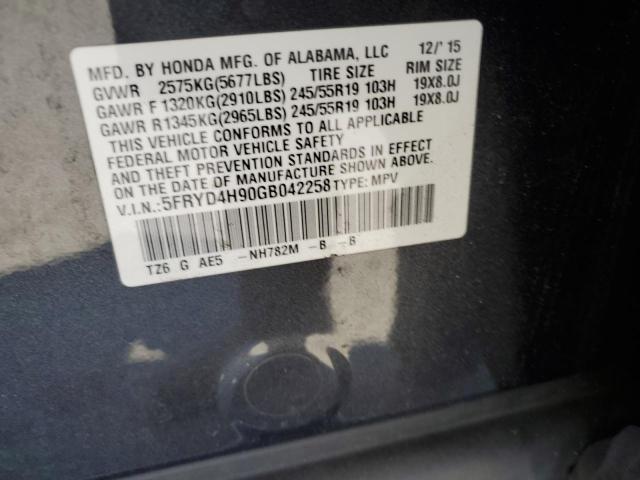 MFD. BY HONDA MFG. OF ALABAMA, LLC 12/'15
GVWR 2575KG(5677LBS) TIRE SIZE RIM SIZE
GAWR F 1320KG(2910LBS) 245/55R19 103H 19X8.0J
GAWR R1345KG(2965LBS) 245/55R19 103H 19X8.0J
THIS VEHICLE CONFORMS TO ALL APPLICABLE
FEDERAL MOTOR VEHICLE SAFETY
AND THEFT PREVENTION STANDARDS IN EFFECT
ON THE DATE OF MANUFACTURE SHOWN ABOVE.
V.I.N.:5FRYD4H90GB042258 TYPE: MPV
TZ6 G AE5 -NH782M -B -B